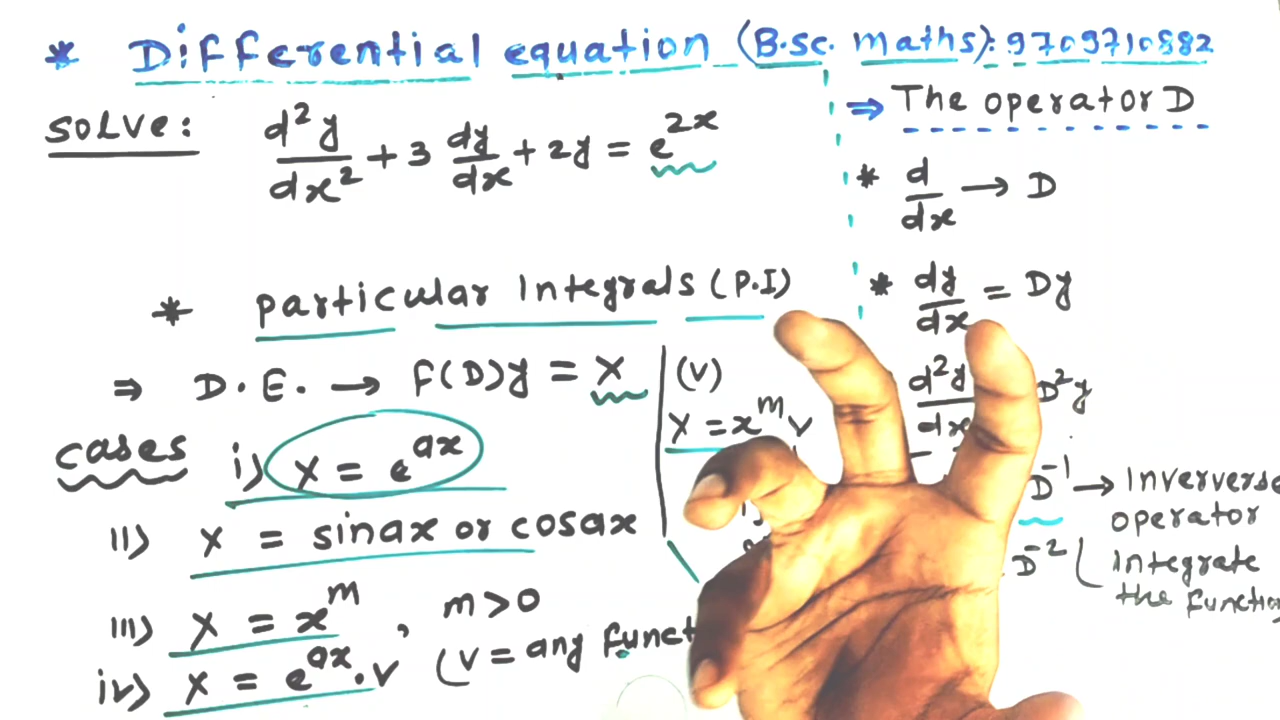 * Differential equation (B.sc. maths): 9709710882
SOLVE: d²y/dx² + 3 dy/dx + 2y = e^2x
* particular Integrals (P.I)
⇒ D.E. → F(D)y = X
cases i) X = e^ax
ii) X = sinax or cosax
iii) X = x^m, m>0
iv) X = e^ax.v (v = any
(v)
X = x^m v
⇒ The operator D
* d/dx → D
* dy/dx = Dy
d²y D²y
D^-1 → Inververse
operator
D^-2 ( Integrate
the